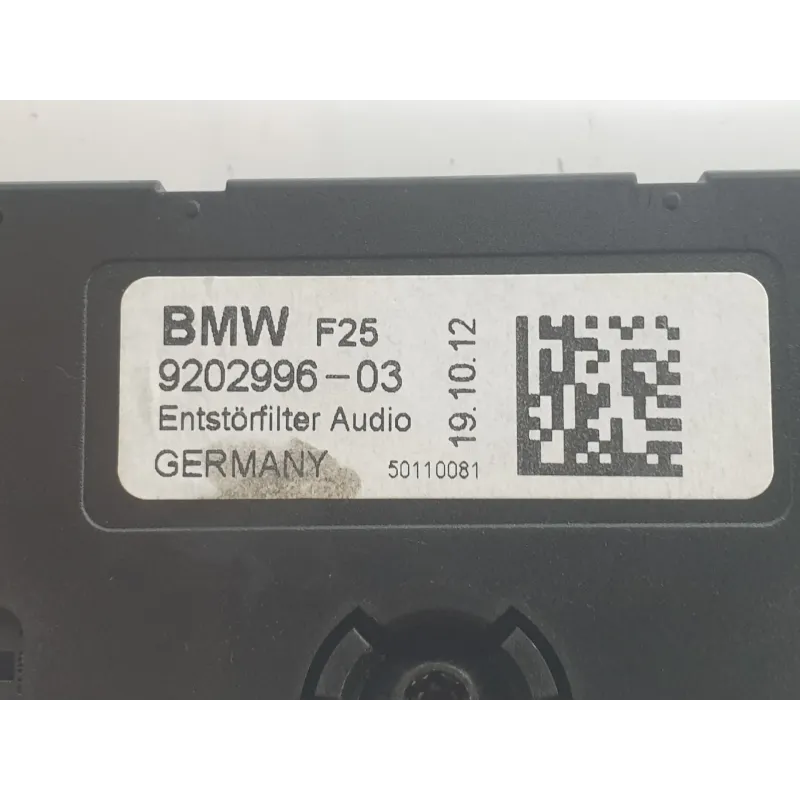 BMW F25
9202996-03
Entstörfilter Audio
GERMANY 50110081
19.10.12